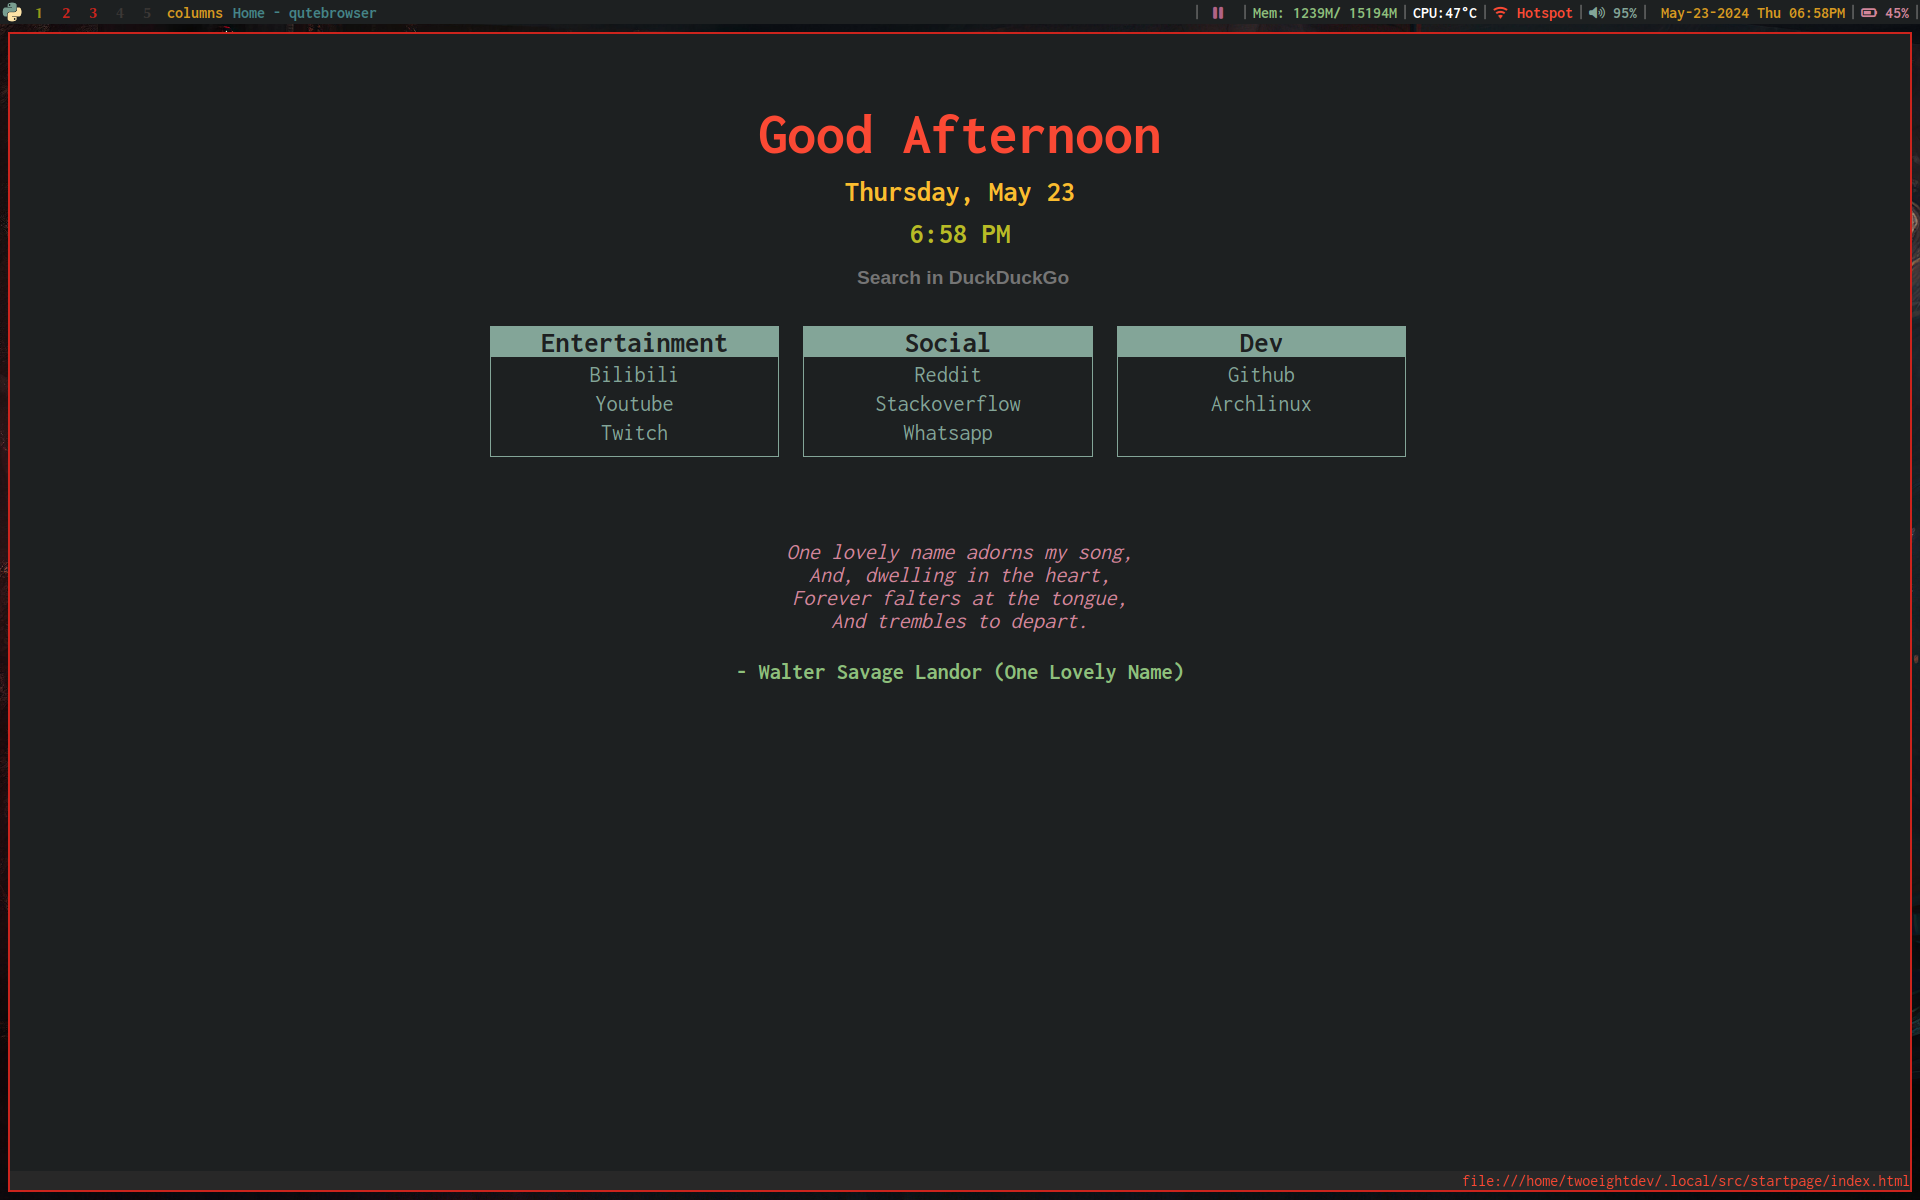 1 2 3 4 5 columns Home - qutebrowser | | Mem: 1239M/ 15194M | CPU:47°C | Hotspot | 95% | May-23-2024 Thu 06:58PM | 45% |
Good Afternoon
Thursday, May 23
6:58 PM
Search in DuckDuckGo
Entertainment Social Dev
Bilibili Reddit Github
Youtube Stackoverflow Archlinux
Twitch Whatsapp
One lovely name adorns my song,
And, dwelling in the heart,
Forever falters at the tongue,
And trembles to depart.
- Walter Savage Landor (One Lovely Name)
file:///home/twoeightdev/.local/src/startpage/index.html